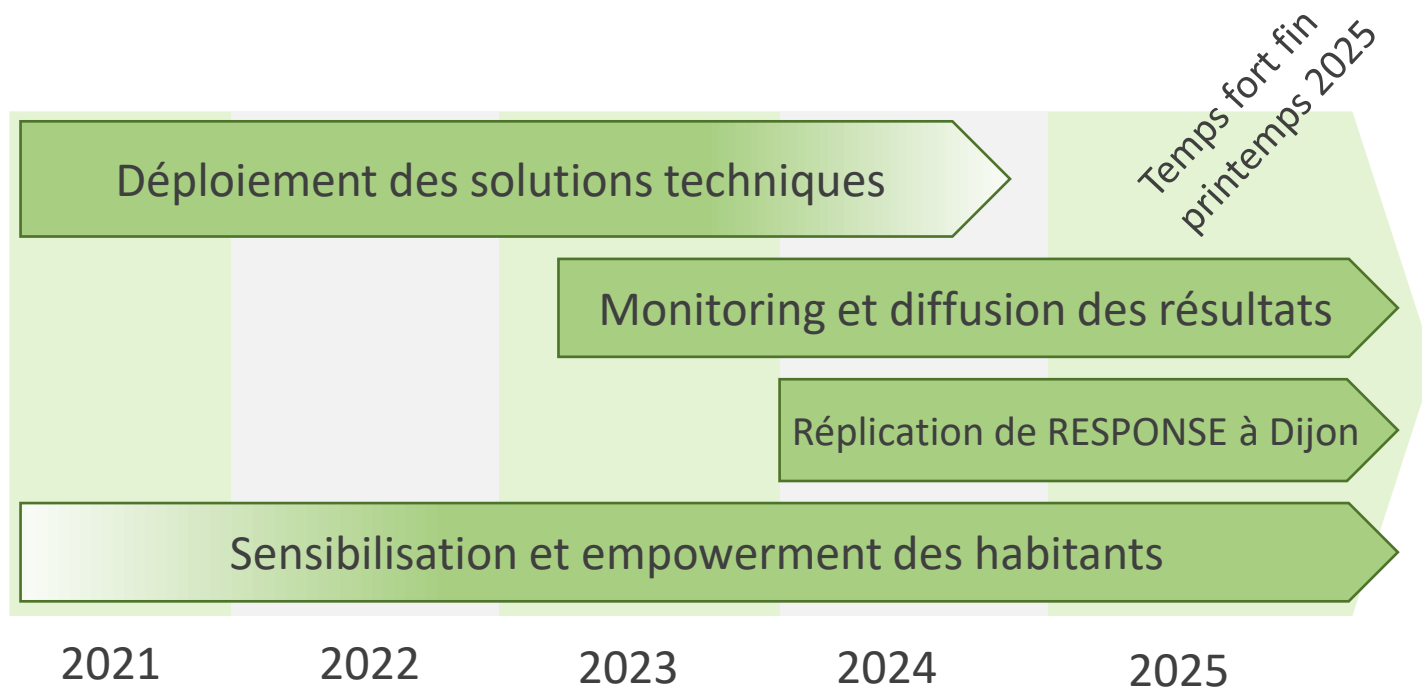 Temps fort fin
printemps 2025
Déploiement des solutions techniques
Monitoring et diffusion des résultats
Réplication de RESPONSE à Dijon
Sensibilisation et empowerment des habitants
2021
2022
2023
2024
2025